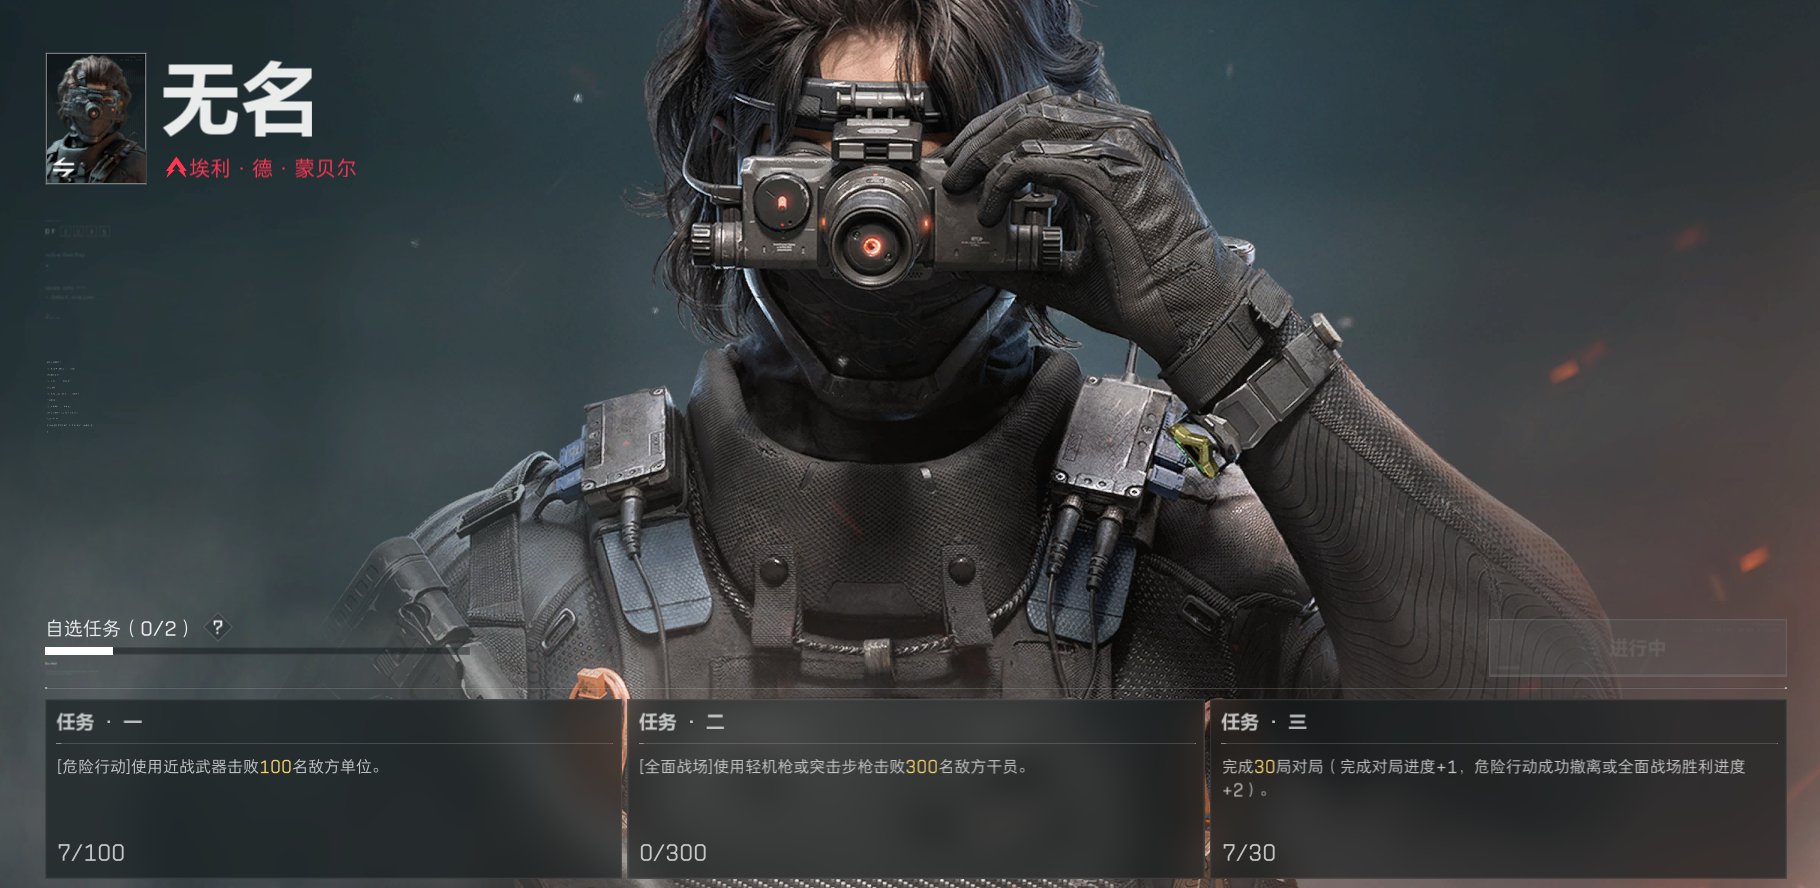 无名
埃利 · 德 · 蒙贝尔
自选任务（0/2） ?
进行中
任务 · 一
[危险行动]使用近战武器击败100名敌方单位。
7/100
任务 · 二
[全面战场]使用轻机枪或突击步枪击败300名敌方干员。
0/300
任务 · 三
完成30局对局（完成对局进度+1，危险行动成功撤离或全面战场胜利进度
+2）。
7/30